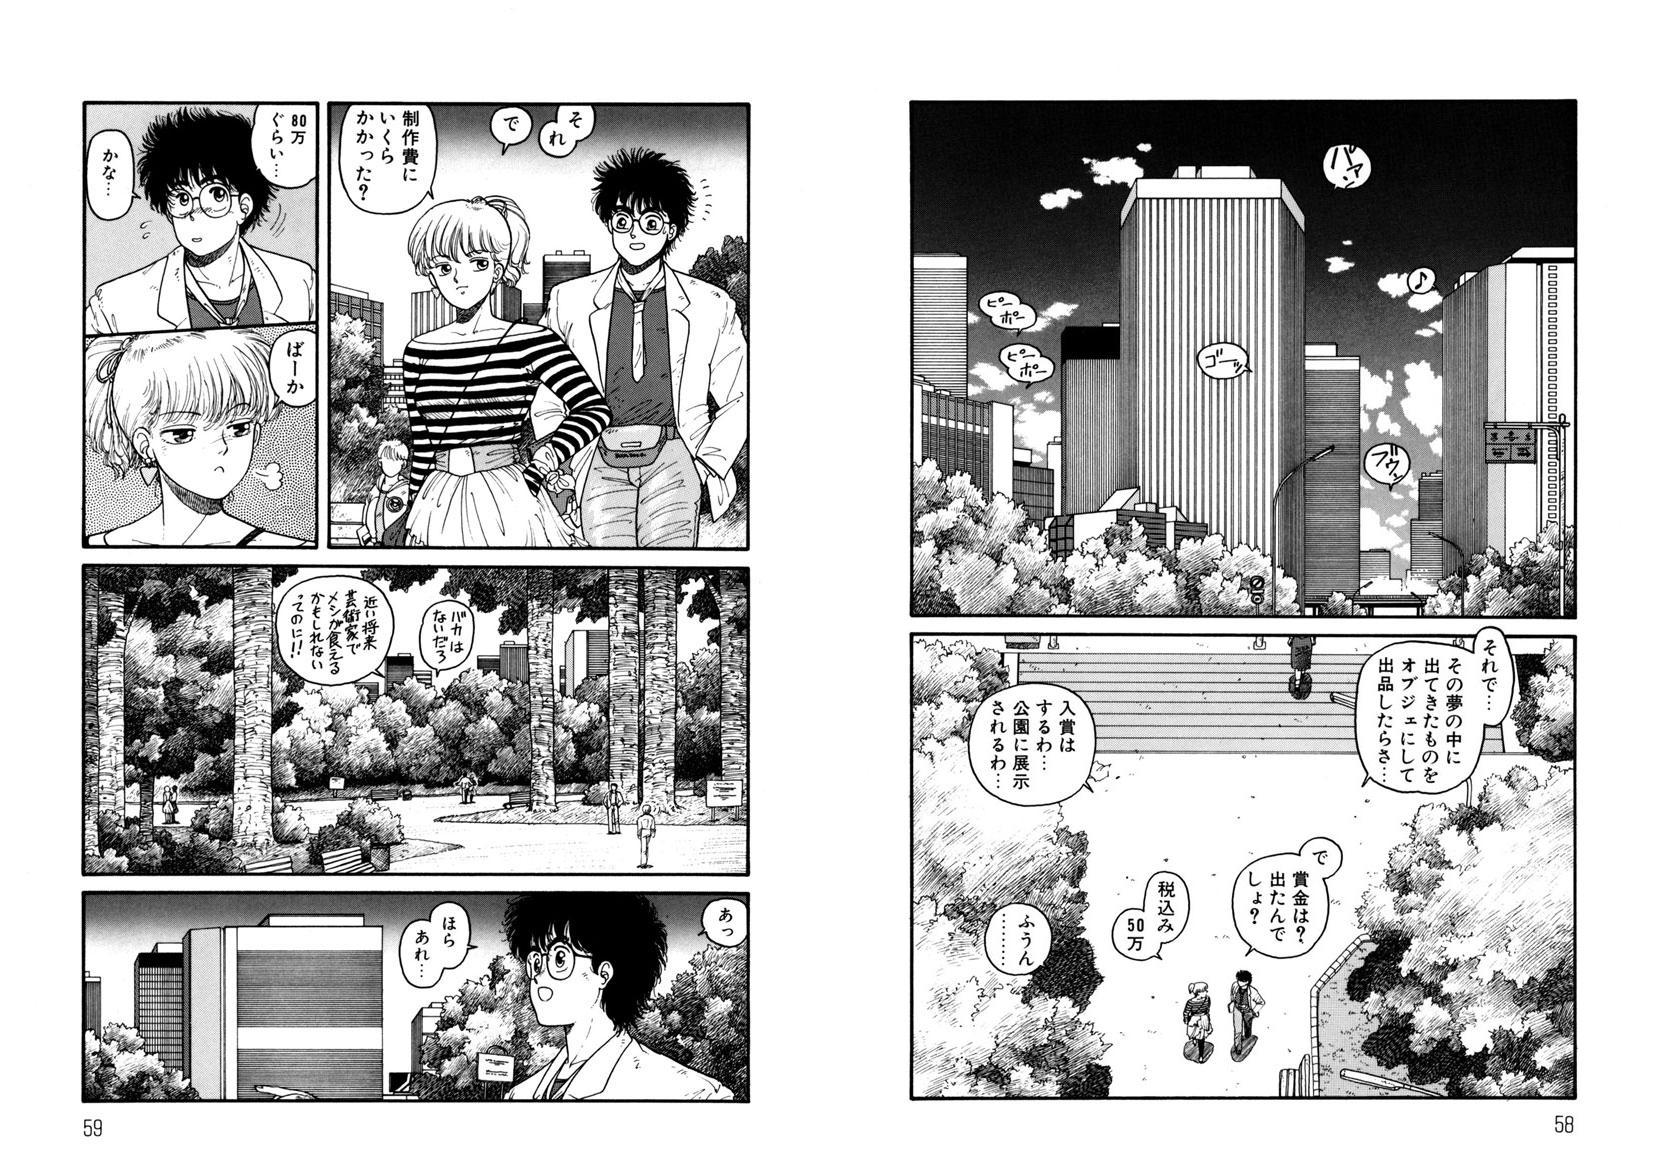 パァン
♪
ピー
ポー
ピー
ポー
ゴーッ
ブウゥ
それで…
その夢の中に
出てきたものを
オブジェにして
出品したらさ…
入賞は
するわ…
公園に展示
されるわ…
で
賞金は?
出たんで
しょ?
税込み
50万
ふうん
………
58
それ
で
制作費に
いくら
かかった?
80万
ぐらい…
かな…
ばーか
バカは
ないだろ
近い将来
芸術家で
メシが食える
かもしれない
ってのに!!
あっ
ほら
あれ…
59